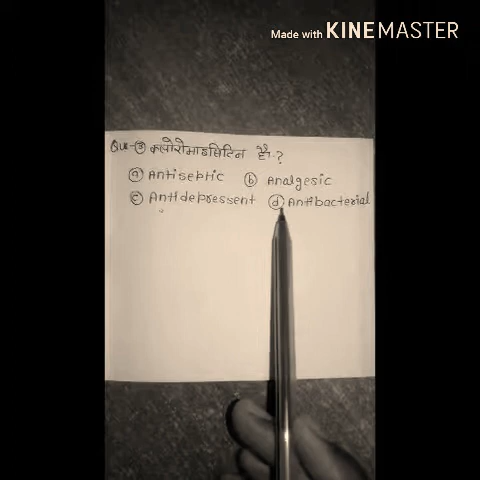 Made with KINEMASTER
Que-③ क्लोरोमाइसिटिन है?
ⓐ Antiseptic ⓑ Analgesic
ⓒ Antidepressent ⓓ Antibacterial